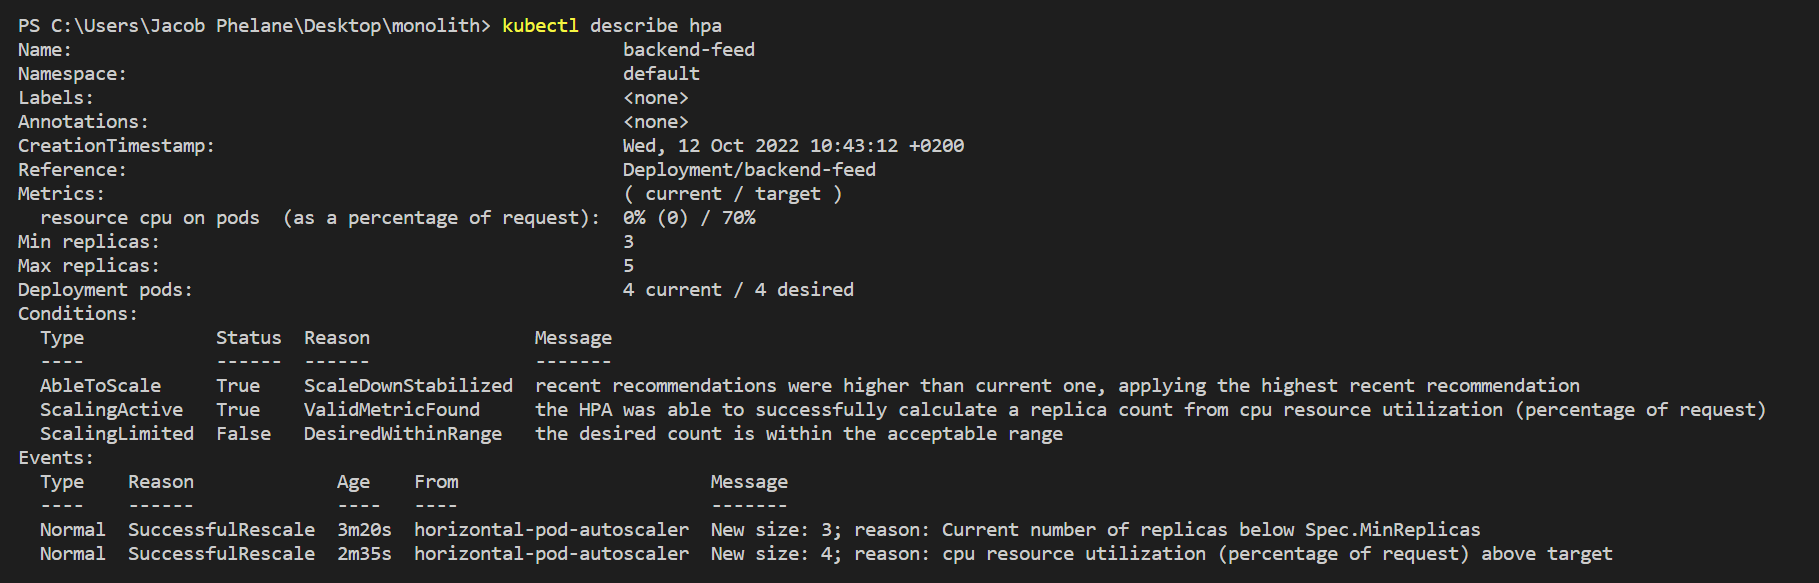 PS C:\Users\Jacob Phelane\Desktop\monolith> kubectl describe hpa
Name:                                                  backend-feed
Namespace:                                             default
Labels:                                                <none>
Annotations:                                           <none>
CreationTimestamp:                                     Wed, 12 Oct 2022 10:43:12 +0200
Reference:                                             Deployment/backend-feed
Metrics:                                               ( current / target )
  resource cpu on pods  (as a percentage of request):  0% (0) / 70%
Min replicas:                                          3
Max replicas:                                          5
Deployment pods:                                       4 current / 4 desired
Conditions:
  Type            Status  Reason               Message
  ----            ------  ------               -------
  AbleToScale     True    ScaleDownStabilized  recent recommendations were higher than current one, applying the highest recent recommendation
  ScalingActive   True    ValidMetricFound     the HPA was able to successfully calculate a replica count from cpu resource utilization (percentage of request)
  ScalingLimited  False   DesiredWithinRange   the desired count is within the acceptable range
Events:
  Type    Reason             Age    From                       Message
  ----    ------             ----   ----                       -------
  Normal  SuccessfulRescale  3m20s  horizontal-pod-autoscaler  New size: 3; reason: Current number of replicas below Spec.MinReplicas
  Normal  SuccessfulRescale  2m35s  horizontal-pod-autoscaler  New size: 4; reason: cpu resource utilization (percentage of request) above target